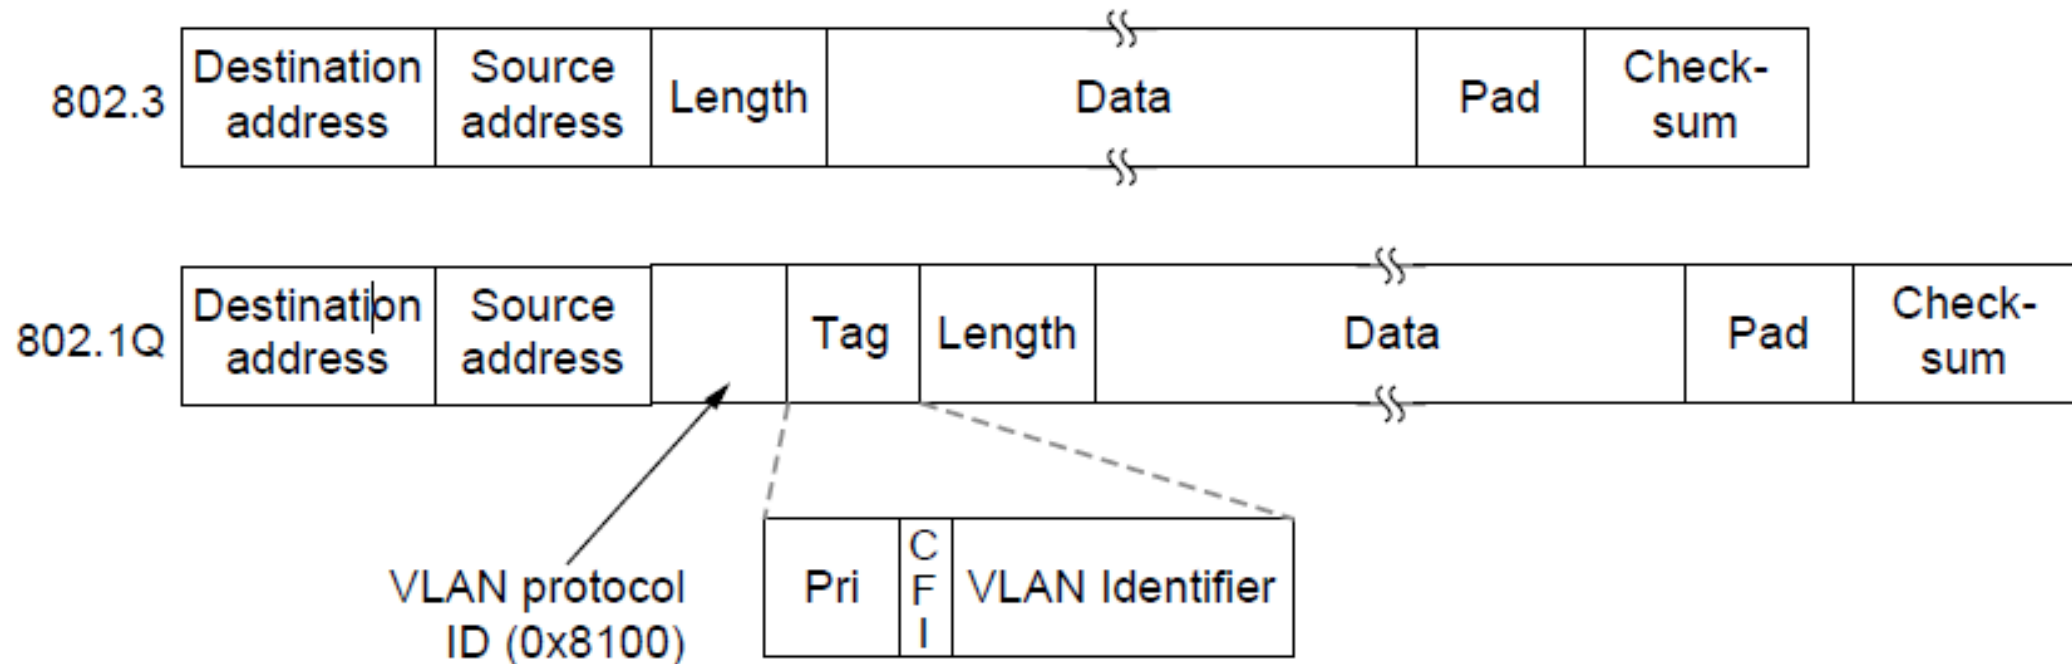 802.3
Destination
address
Source
address
Length
Data
Pad
Check-
sum
802.1Q
Destination
address
Source
address
Tag
Length
Data
Pad
Check-
sum
VLAN protocol
ID (0x8100)
Pri
C
F
I
VLAN Identifier